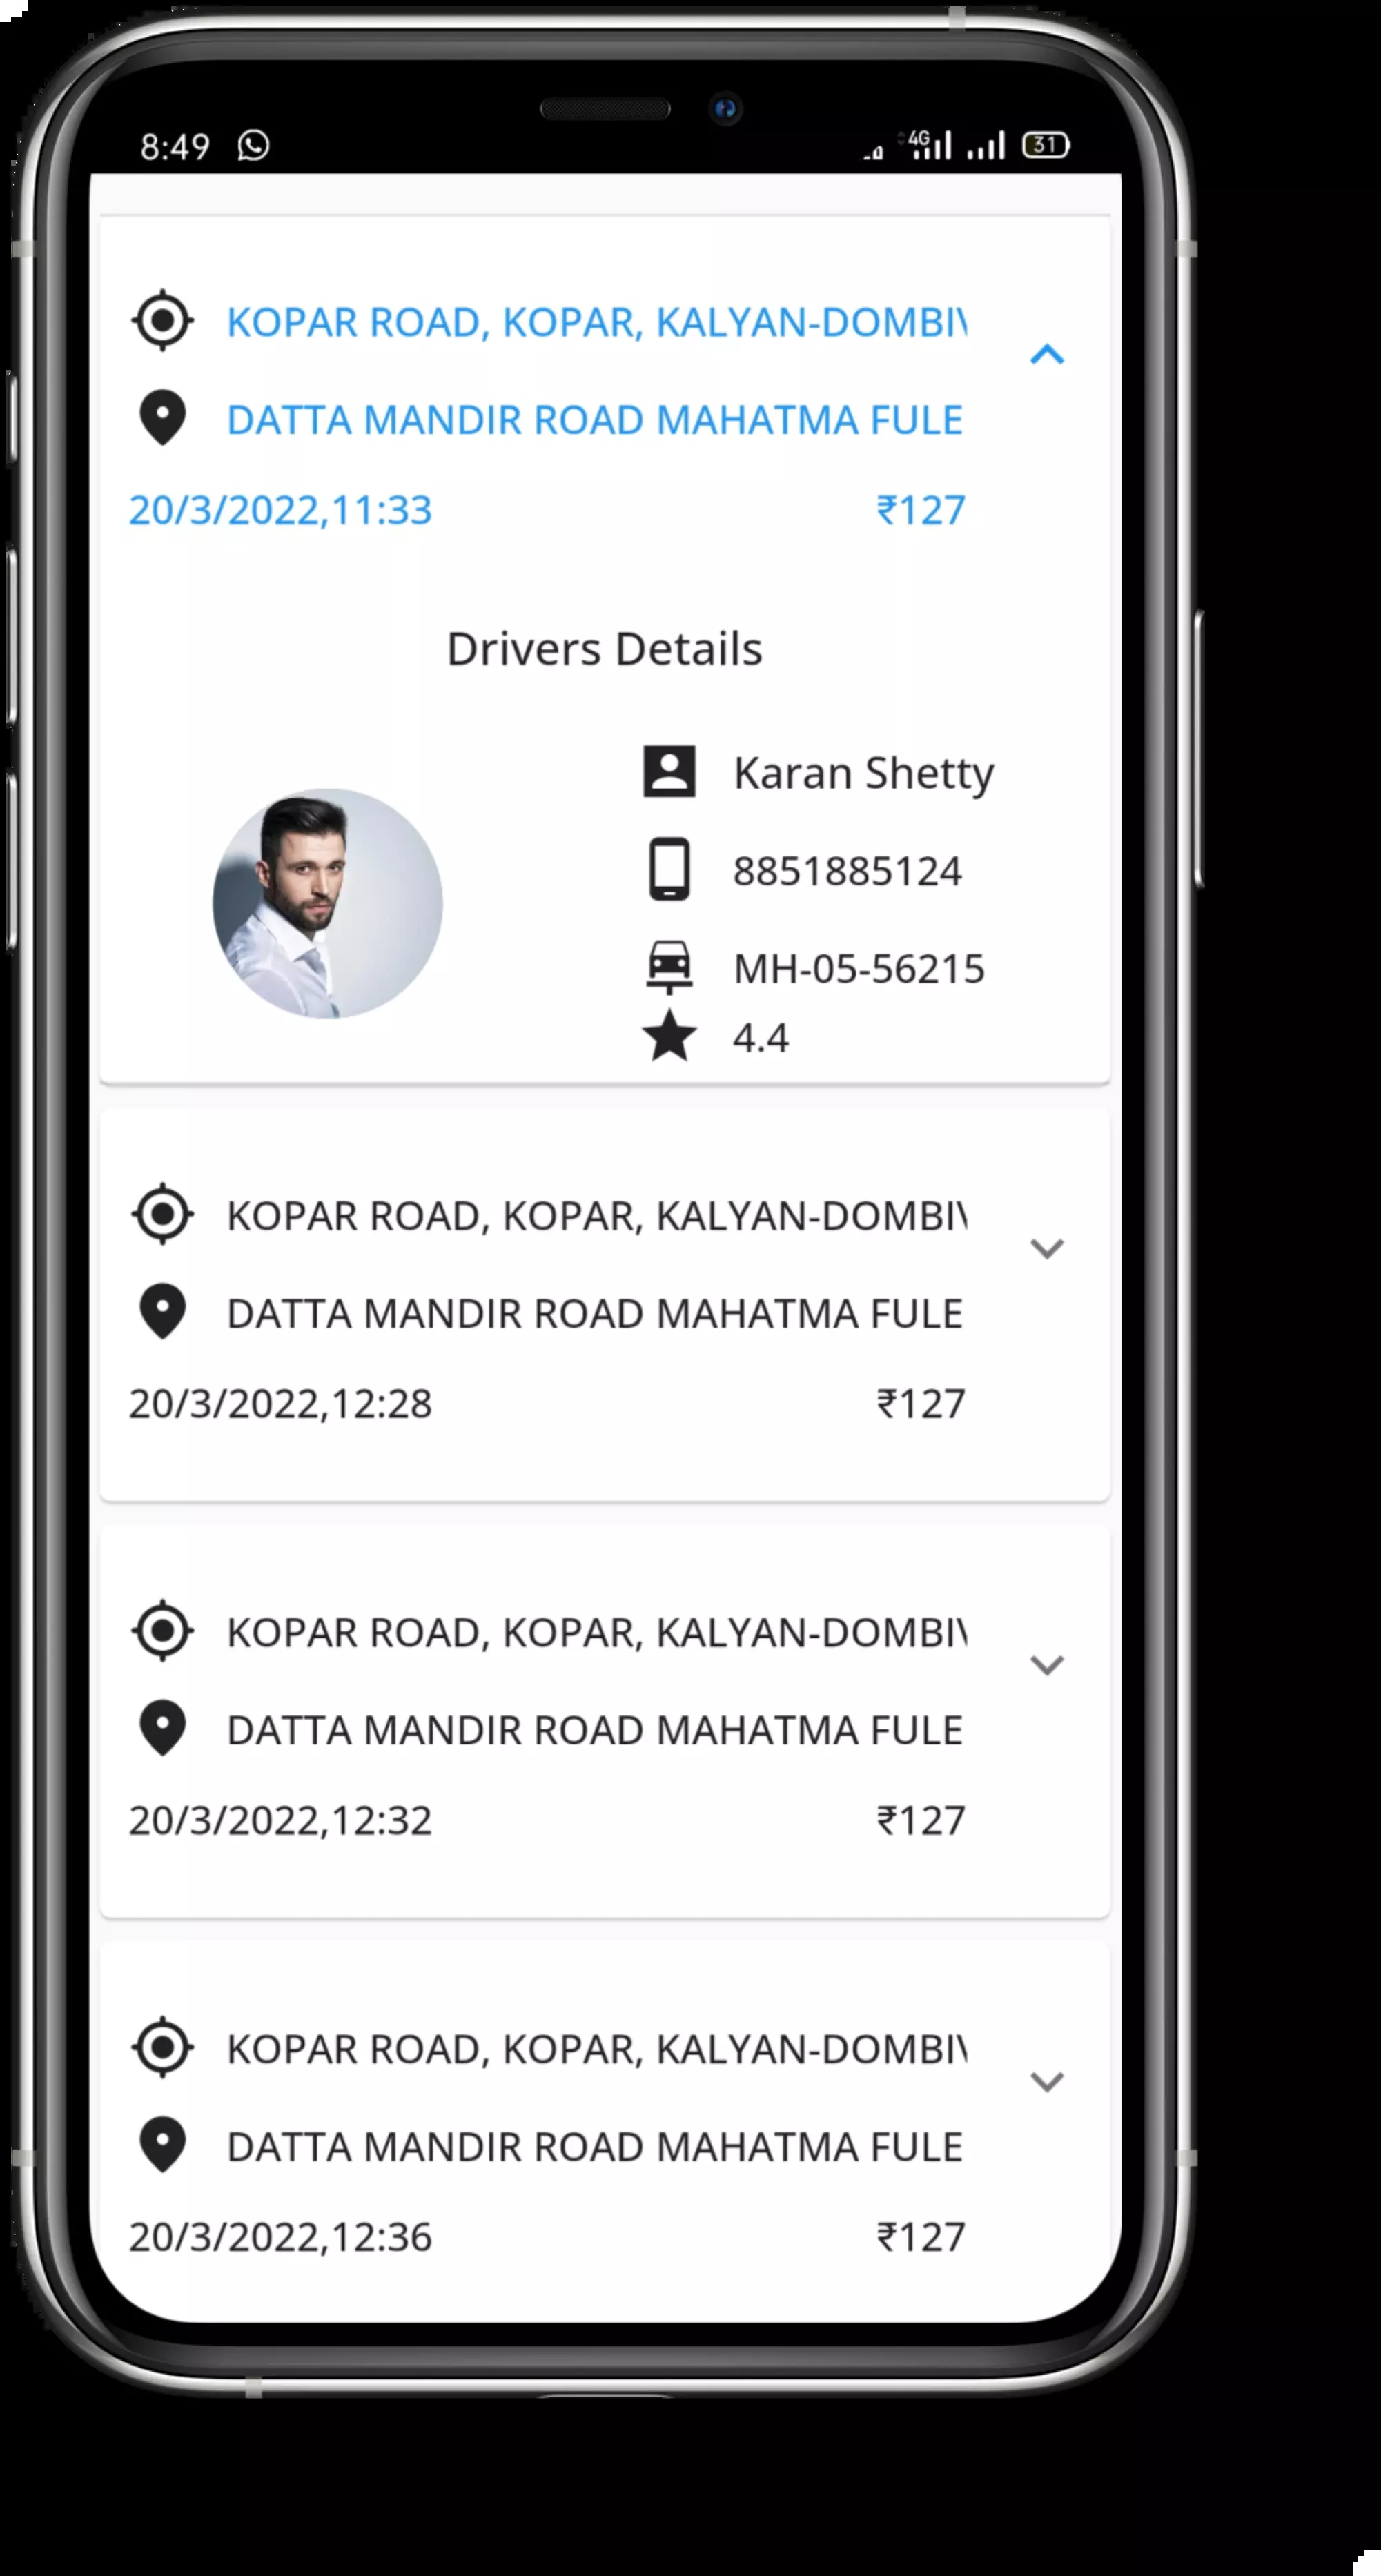 8:49 4G 31
KOPAR ROAD, KOPAR, KALYAN-DOMBIV
DATTA MANDIR ROAD MAHATMA FULE
20/3/2022,11:33 ₹127
Drivers Details
Karan Shetty
8851885124
MH-05-56215
4.4
KOPAR ROAD, KOPAR, KALYAN-DOMBIV
DATTA MANDIR ROAD MAHATMA FULE
20/3/2022,12:28 ₹127
KOPAR ROAD, KOPAR, KALYAN-DOMBIV
DATTA MANDIR ROAD MAHATMA FULE
20/3/2022,12:32 ₹127
KOPAR ROAD, KOPAR, KALYAN-DOMBIV
DATTA MANDIR ROAD MAHATMA FULE
20/3/2022,12:36 ₹127